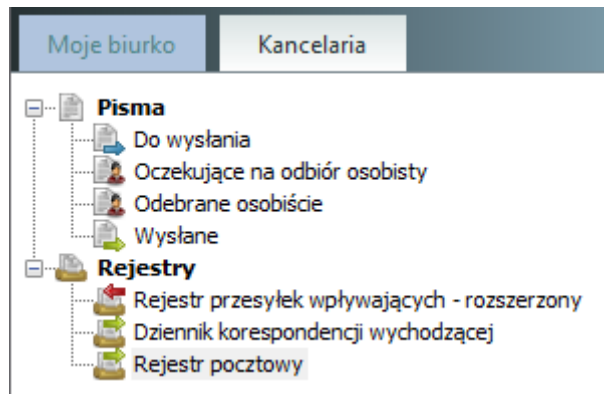 Moje biurko Kancelaria
Pisma
Do wysłania
Oczekujące na odbiór osobisty
Odebrane osobiście
Wysłane
Rejestry
Rejestr przesyłek wpływających - rozszerzony
Dziennik korespondencji wychodzącej
Rejestr pocztowy